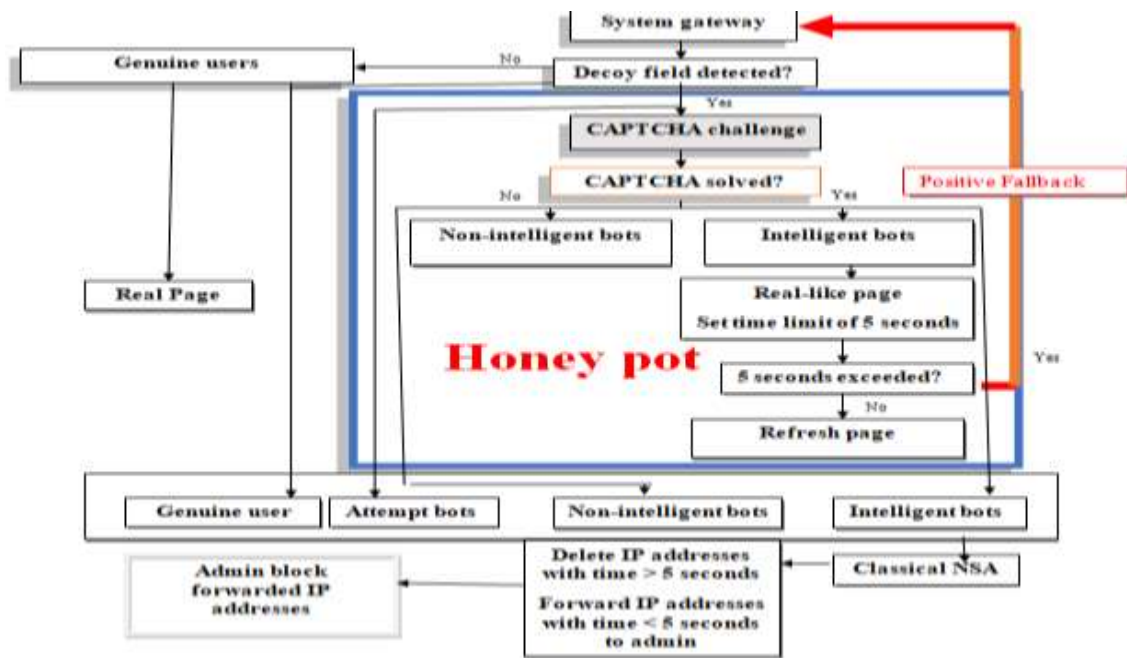 System gateway
Genuine users
No
Decoy field detected?
Yes
CAPTCHA challenge
CAPTCHA solved?
Positive Fallback
No
Yes
Non-intelligent bots
Intelligent bots
Real Page
Real-like page
Set time limit of 5 seconds
Honey pot
Yes
5 seconds exceeded?
No
Refresh page
Genuine user
Attempt bots
Non-intelligent bots
Intelligent bots
Delete IP addresses
with time > 5 seconds
Forward IP addresses
with time < 5 seconds
to admin
Classical NSA
Admin block
forwarded IP
addresses